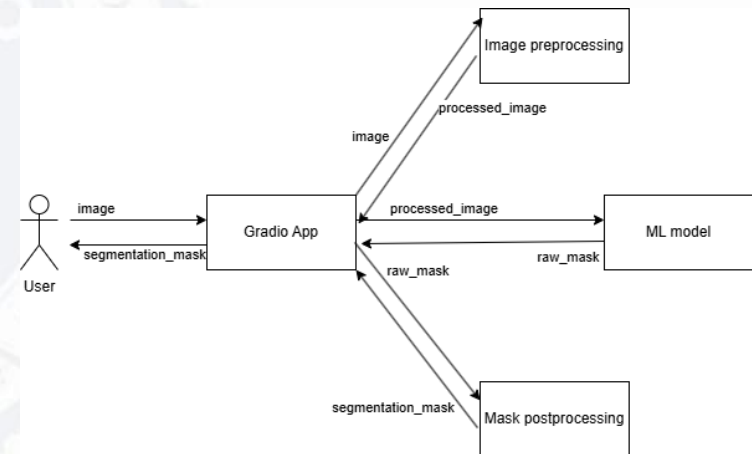 Image preprocessing
processed_image
image
image
processed_image
Gradio App
ML model
segmentation_mask
raw_mask
raw_mask
User
segmentation_mask
Mask postprocessing